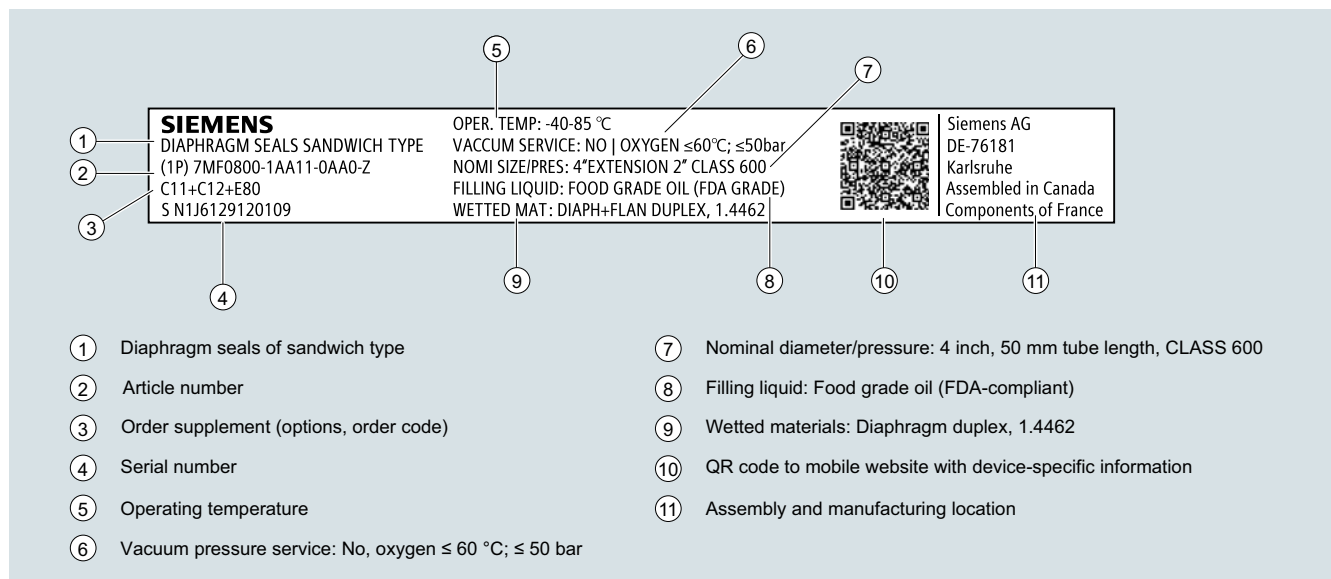 5
6
7
1
2
3
SIEMENS
DIAPHRAGM SEALS SANDWICH TYPE
(1P) 7MF0800-1AA11-0AA0-Z
C11+C12+E80
S N1J6129120109
OPER. TEMP: -40-85 °C
VACCUM SERVICE: NO | OXYGEN ≤60°C; ≤50bar
NOMI SIZE/PRES: 4"EXTENSION 2" CLASS 600
FILLING LIQUID: FOOD GRADE OIL (FDA GRADE)
WETTED MAT: DIAPH+FLAN DUPLEX, 1.4462
Siemens AG
DE-76181
Karlsruhe
Assembled in Canada
Components of France
4
9
8
10
11
1 Diaphragm seals of sandwich type
2 Article number
3 Order supplement (options, order code)
4 Serial number
5 Operating temperature
6 Vacuum pressure service: No, oxygen ≤ 60 °C; ≤ 50 bar
7 Nominal diameter/pressure: 4 inch, 50 mm tube length, CLASS 600
8 Filling liquid: Food grade oil (FDA-compliant)
9 Wetted materials: Diaphragm duplex, 1.4462
10 QR code to mobile website with device-specific information
11 Assembly and manufacturing location